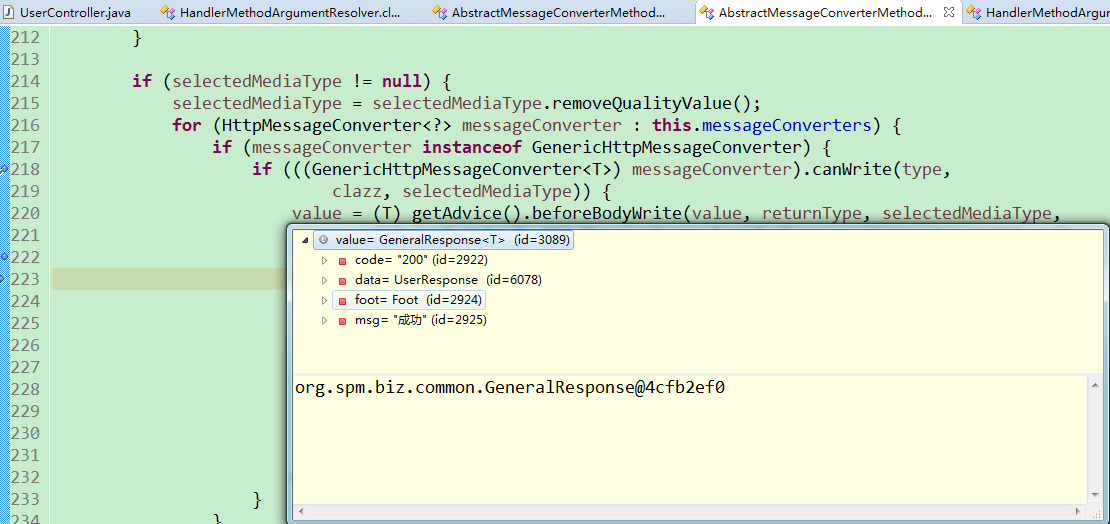 UserController.java HandlerMethodArgumentResolver.cl... AbstractMessageConverterMethod... AbstractMessageConverterMethod... HandlerMethodArgur
212 }
213
214 if (selectedMediaType != null) {
215 selectedMediaType = selectedMediaType.removeQualityValue();
216 for (HttpMessageConverter<?> messageConverter : this.messageConverters) {
217 if (messageConverter instanceof GenericHttpMessageConverter) {
218 if (((GenericHttpMessageConverter<T>) messageConverter).canWrite(type,
219 clazz, selectedMediaType)) {
220 value = (T) getAdvice().beforeBodyWrite(value, returnType, selectedMediaType,
221
value= GeneralResponse<T> (id=3089)
222 code= "200" (id=2922)
223 data= UserResponse (id=6078)
224 foot= Foot (id=2924)
225 msg= "成功" (id=2925)
226
227
228 org.spm.biz.common.GeneralResponse@4cfb2ef0
229
230
231
232
233 }
234 }